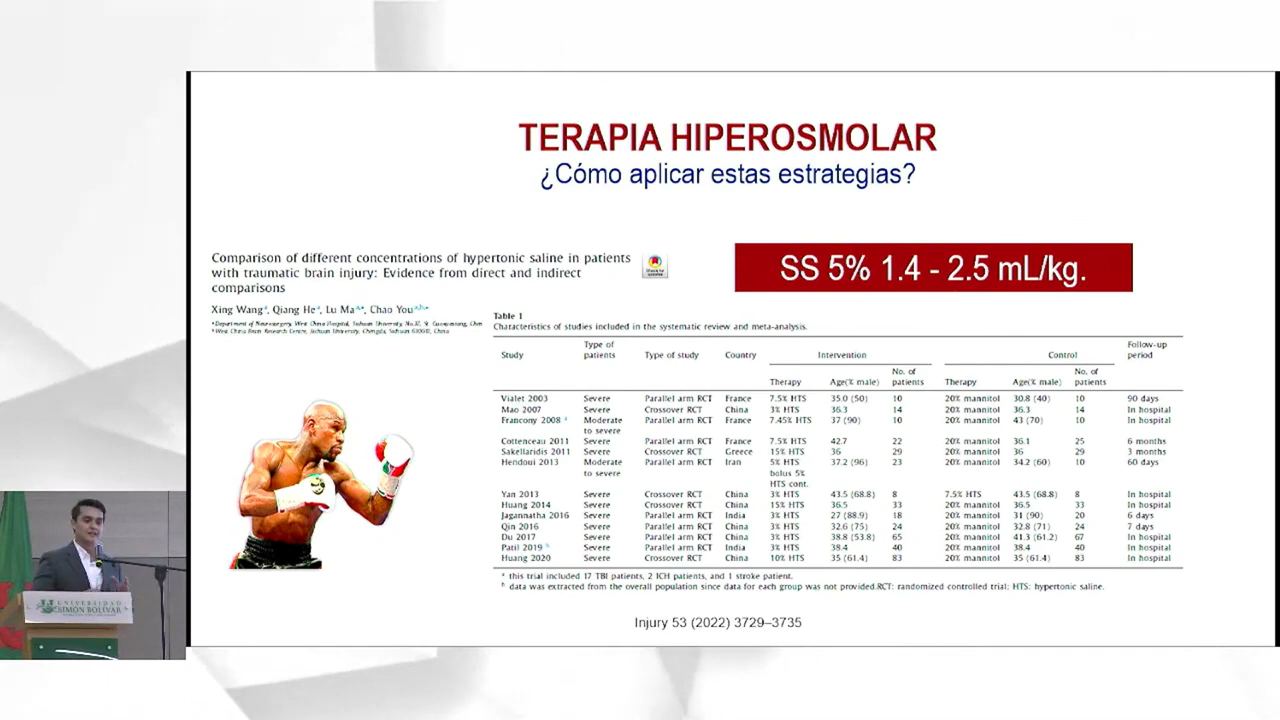 TERAPIA HIPEROSMOLAR
¿Cómo aplicar estas estrategias?
Comparison of different concentrations of hypertonic saline in patients
with traumatic brain injury: Evidence from direct and indirect
comparisons
Xing Wang, Qiang He, Lu Ma, Chao You
SS 5% 1.4 - 2.5 mL/kg.
Table 1
Characteristics of studies included in the systematic review and meta-analysis.
Study Type of patients Type of study Country Intervention Control Follow-up period
Therapy Age(% male) No. of patients Therapy Age(% male) No. of patients
Vialet 2003 Severe Parallel arm RCT France 7.5% HTS 35.0 (50) 10 20% mannitol 30.8 (40) 10 90 days
Mao 2007 Severe Crossover RCT China 3% HTS 36.3 14 20% mannitol 36.3 14 In hospital
Francony 2008 a Moderate to severe Parallel arm RCT France 7.45% HTS 37 (90) 10 20% mannitol 43 (70) 10 In hospital
Cottenceau 2011 Severe Parallel arm RCT France 7.5% HTS 42.7 22 20% mannitol 36.1 25 6 months
Sakellaridis 2011 Severe Crossover RCT Greece 15% HTS 36 29 20% mannitol 36 29 3 months
Hendoui 2013 Moderate to severe Parallel arm RCT Iran 5% HTS bolus 5% HTS cont. 37.2 (96) 23 20% mannitol 34.2 (60) 10 60 days
Yan 2013 Severe Crossover RCT China 3% HTS 43.5 (68.8) 8 7.5% HTS 43.5 (68.8) 8 In hospital
Huang 2014 Severe Crossover RCT China 15% HTS 36.5 33 20% mannitol 36.5 33 In hospital
Jagannatha 2016 Severe Parallel arm RCT India 3% HTS 27 (88.9) 18 20% mannitol 31 (90) 20 6 days
Qin 2016 Severe Parallel arm RCT China 3% HTS 32.6 (75) 24 20% mannitol 32.8 (71) 24 7 days
Du 2017 Severe Parallel arm RCT China 3% HTS 38.8 (53.8) 65 20% mannitol 41.3 (61.2) 67 In hospital
Patil 2019 b Severe Parallel arm RCT India 3% HTS 38.4 40 20% mannitol 38.4 40 In hospital
Huang 2020 Severe Crossover RCT China 10% HTS 35 (61.4) 83 20% mannitol 35 (61.4) 83 In hospital
a this trial included 17 TBI patients, 2 ICH patients, and 1 stroke patient.
b data was extracted from the overall population since data for each group was not provided.RCT: randomized controlled trial; HTS: hypertonic saline.
Injury 53 (2022) 3729–3735
UNIVERSIDAD
SIMÓN BOLÍVAR